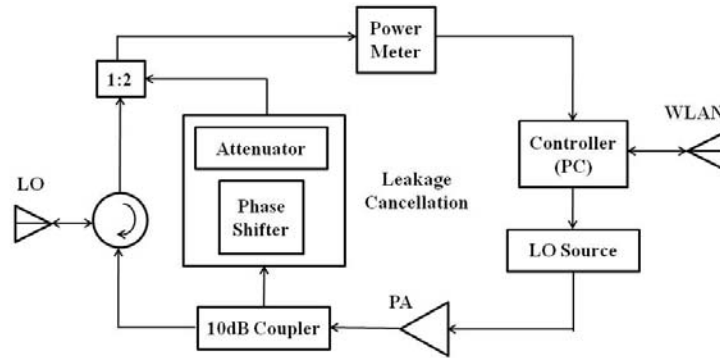 Power
Meter
1:2
WLAN
Attenuator
Controller
(PC)
LO
Leakage
Cancellation
Phase
Shifter
LO Source
PA
10dB Coupler